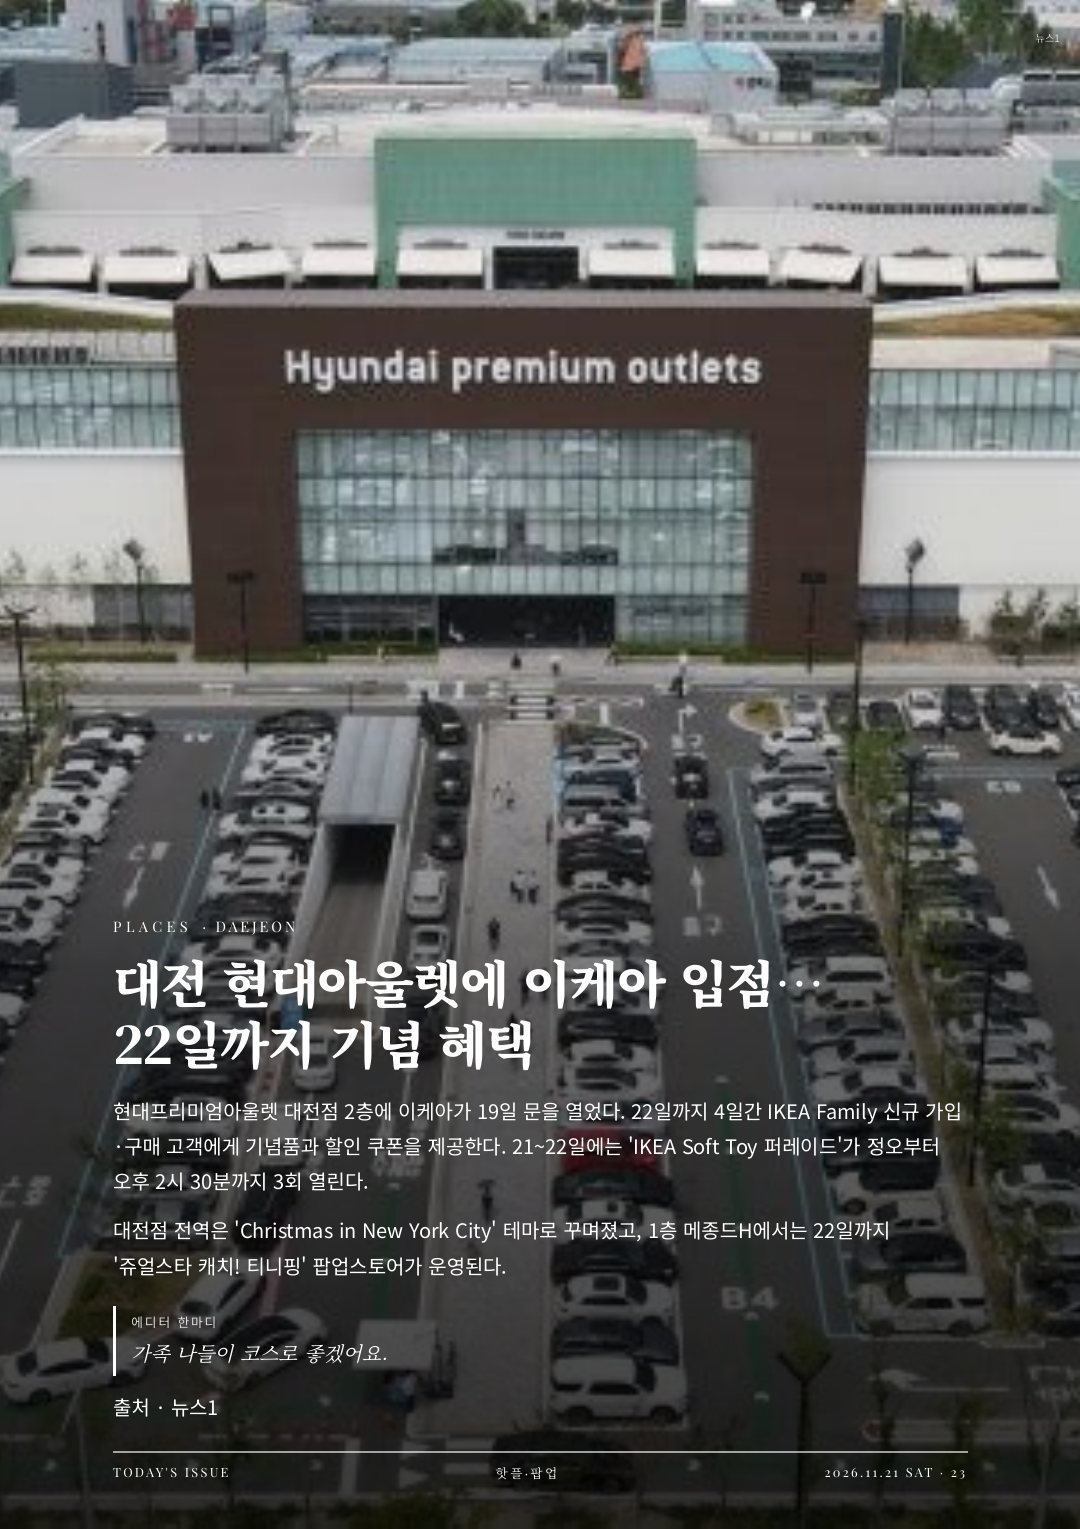 뉴스1
Hyundai premium outlets
PLACES · DAEJEON
대전 현대아울렛에 이케아 입점…
22일까지 기념 혜택
현대프리미엄아울렛 대전점 2층에 이케아가 19일 문을 열었다. 22일까지 4일간 IKEA Family 신규 가입
·구매 고객에게 기념품과 할인 쿠폰을 제공한다. 21~22일에는 'IKEA Soft Toy 퍼레이드'가 정오부터
오후 2시 30분까지 3회 열린다.
대전점 전역은 'Christmas in New York City' 테마로 꾸며졌고, 1층 메종드H에서는 22일까지
'쥬얼스타 캐치! 티니핑' 팝업스토어가 운영된다.
B4
에디터 한마디
가족 나들이 코스로 좋겠어요.
출처 · 뉴스1
TODAY'S ISSUE
핫플·팝업
2026.11.21 SAT · 23